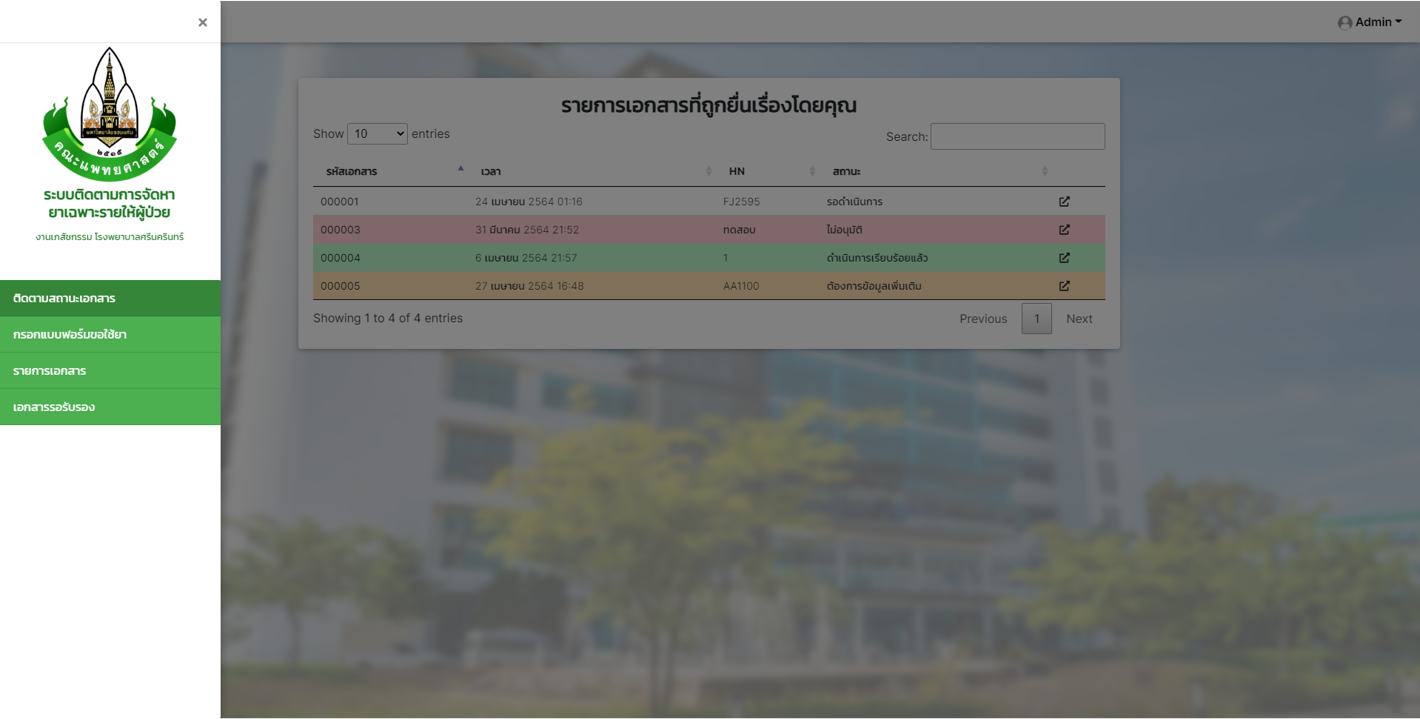 ×
Admin
มหาวิทยาลัยขอนแก่น
๒๕๑๕
คณะแพทยศาสตร์
ระบบติดตามการจัดหา
ยาเฉพาะรายให้ผู้ป่วย
งานเภสัชกรรม โรงพยาบาลศรีนครินทร์
ติดตามสถานะเอกสาร
กรอกแบบฟอร์มขอใช้ยา
รายการเอกสาร
เอกสารรอรับรอง
รายการเอกสารที่ถูกยื่นเรื่องโดยคุณ
Show 10 entries Search:
รหัสเอกสาร เวลา HN สถานะ
000001 24 เมษายน 2564 01:16 FJ2595 รอดำเนินการ
000003 31 มีนาคม 2564 21:52 ทดสอบ ไม่อนุมัติ
000004 6 เมษายน 2564 21:57 1 ดำเนินการเรียบร้อยแล้ว
000005 27 เมษายน 2564 16:48 AA1100 ต้องการข้อมูลเพิ่มเติม
Showing 1 to 4 of 4 entries Previous 1 Next